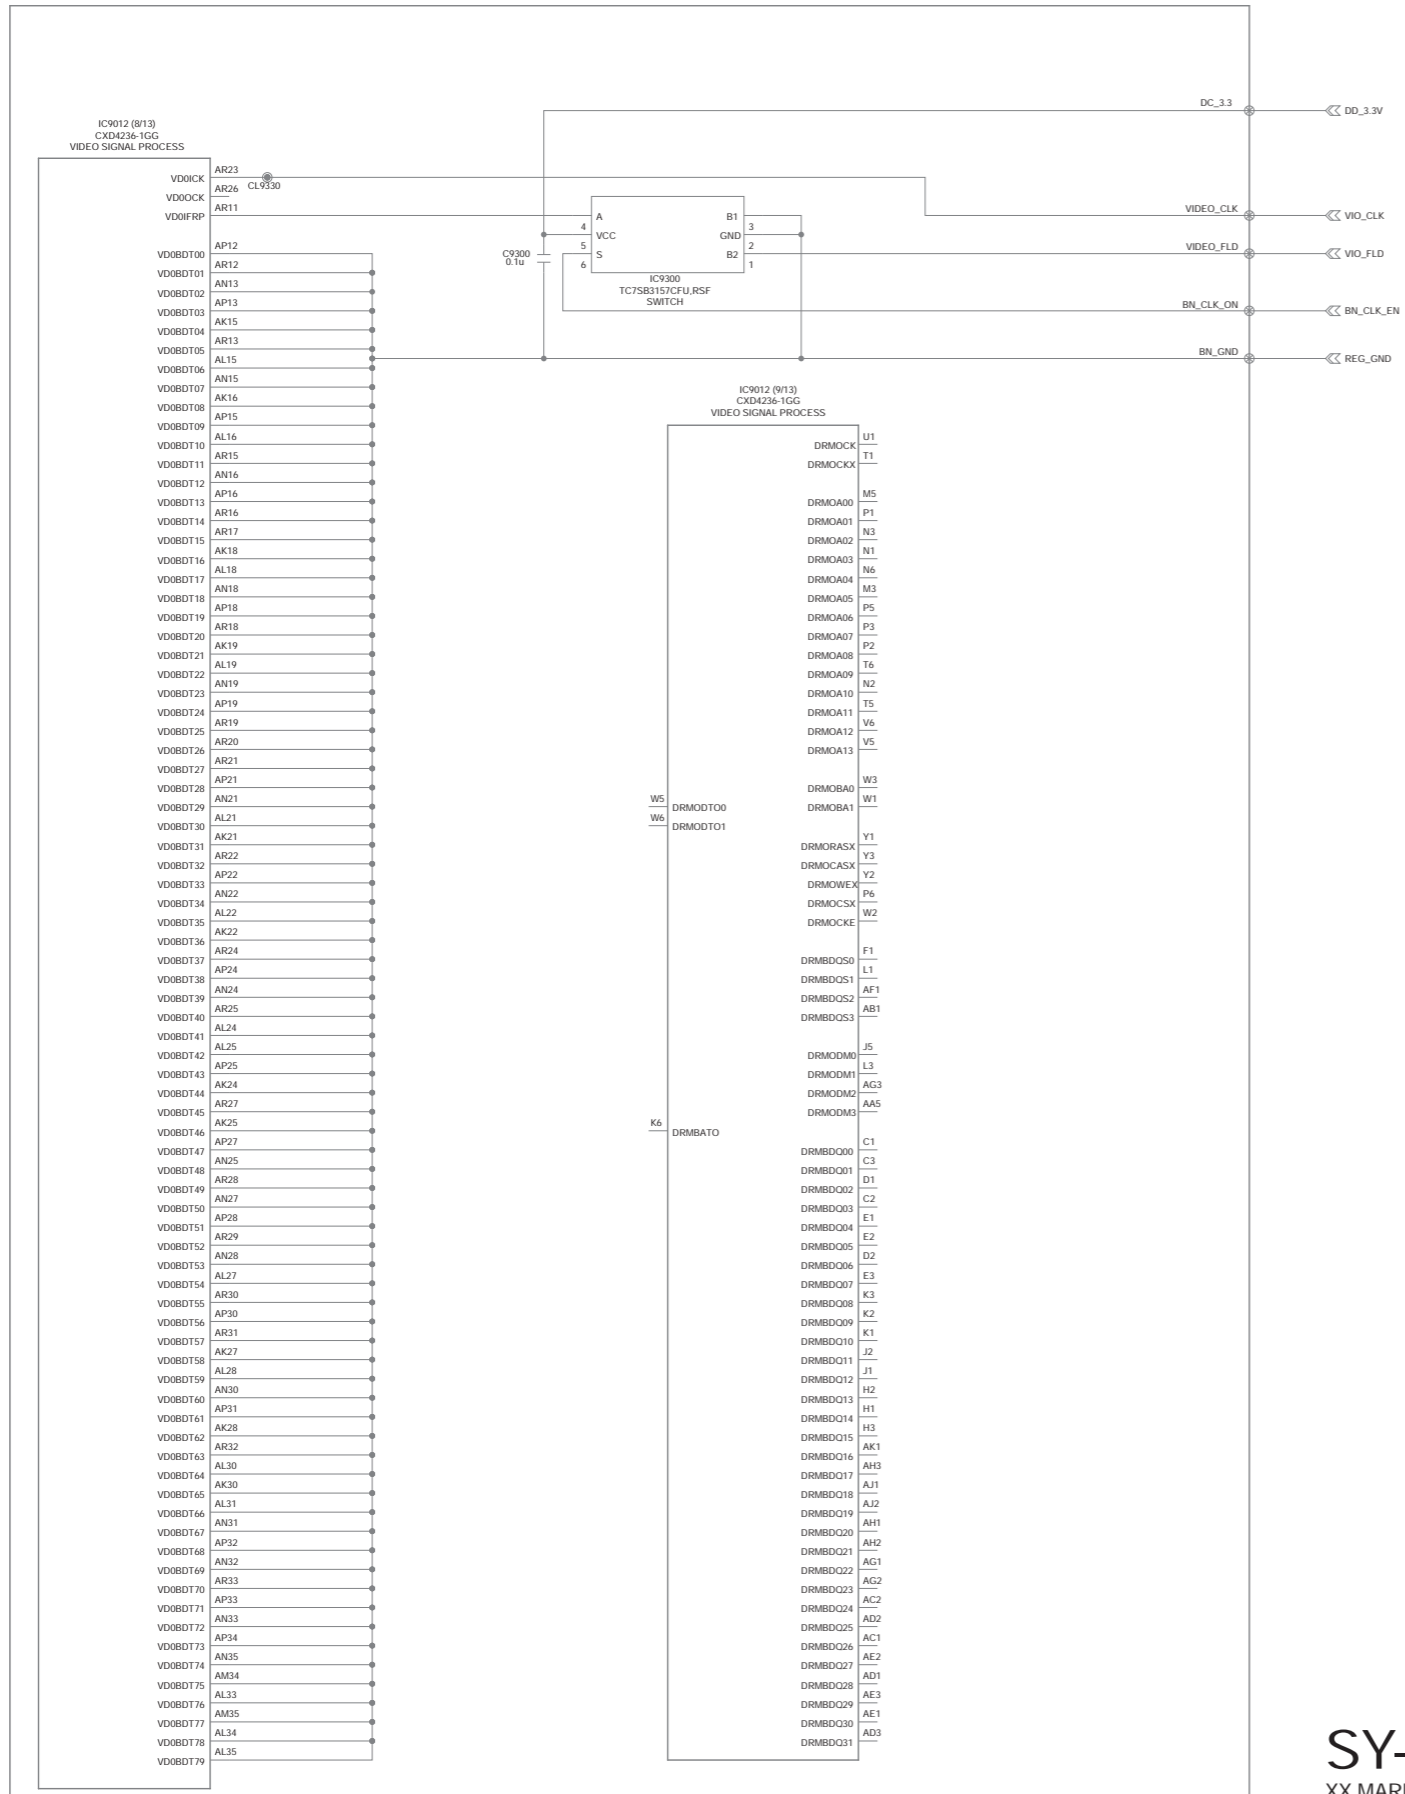 DC_3.3
DD_3.3V
IC9012 (8/13)
CXD4236-1GG
VIDEO SIGNAL PROCESS
VD0ICK AR23
CL9330
VD0OCK AR26
VD0IFRP AR11
VIDEO_CLK
VIO_CLK
A 4
B1 3
VCC 5
GND 2
S 6
B2 1
C9300
0.1u
IC9300
TC7SB3157CFU,RSF
SWITCH
VIDEO_FLD
VIO_FLD
BN_CLK_ON
BN_CLK_EN
BN_GND
REG_GND
VD0BDT00 AP12
VD0BDT01 AR12
VD0BDT02 AN13
VD0BDT03 AP13
VD0BDT04 AK15
VD0BDT05 AR13
VD0BDT06 AL15
VD0BDT07 AN15
VD0BDT08 AK16
VD0BDT09 AP15
VD0BDT10 AL16
VD0BDT11 AR15
VD0BDT12 AN16
VD0BDT13 AP16
VD0BDT14 AR16
VD0BDT15 AR17
VD0BDT16 AK18
VD0BDT17 AL18
VD0BDT18 AN18
VD0BDT19 AP18
VD0BDT20 AR18
VD0BDT21 AK19
VD0BDT22 AL19
VD0BDT23 AN19
VD0BDT24 AP19
VD0BDT25 AR19
VD0BDT26 AR20
VD0BDT27 AR21
VD0BDT28 AP21
VD0BDT29 AN21
VD0BDT30 AL21
VD0BDT31 AK21
VD0BDT32 AR22
VD0BDT33 AP22
VD0BDT34 AN22
VD0BDT35 AL22
VD0BDT36 AK22
VD0BDT37 AR24
VD0BDT38 AP24
VD0BDT39 AN24
VD0BDT40 AR25
VD0BDT41 AL24
VD0BDT42 AL25
VD0BDT43 AP25
VD0BDT44 AK24
VD0BDT45 AR27
VD0BDT46 AK25
VD0BDT47 AP27
VD0BDT48 AN25
VD0BDT49 AR28
VD0BDT50 AN27
VD0BDT51 AP28
VD0BDT52 AR29
VD0BDT53 AN28
VD0BDT54 AL27
VD0BDT55 AR30
VD0BDT56 AP30
VD0BDT57 AR31
VD0BDT58 AK27
VD0BDT59 AL28
VD0BDT60 AN30
VD0BDT61 AP31
VD0BDT62 AK28
VD0BDT63 AR32
VD0BDT64 AL30
VD0BDT65 AK30
VD0BDT66 AL31
VD0BDT67 AN31
VD0BDT68 AP32
VD0BDT69 AN32
VD0BDT70 AR33
VD0BDT71 AP33
VD0BDT72 AN33
VD0BDT73 AP34
VD0BDT74 AN35
VD0BDT75 AM34
VD0BDT76 AL33
VD0BDT77 AM35
VD0BDT78 AL34
VD0BDT79 AL35
IC9012 (9/13)
CXD4236-1GG
VIDEO SIGNAL PROCESS
DRMOCK U1
DRMOCKX T1
DRMOA00 M5
DRMOA01 P1
DRMOA02 N3
DRMOA03 N1
DRMOA04 N6
DRMOA05 M3
DRMOA06 P5
DRMOA07 P3
DRMOA08 P2
DRMOA09 T6
DRMOA10 N2
DRMOA11 T5
DRMOA12 V6
DRMOA13 V5
DRMOBA0 W3
DRMOBA1 W1
W5 DRMODTO0
W6 DRMODTO1
DRMORASX Y1
DRMOCASX Y3
DRMOWEX Y2
DRMOCSX P6
DRMOCKE W2
DRMBDQS0 F1
DRMBDQS1 L1
DRMBDQS2 AF1
DRMBDQS3 AB1
DRMODM0 J5
DRMODM1 L3
DRMODM2 AG3
DRMODM3 AA5
K6 DRMBATO
DRMBDQ00 C1
DRMBDQ01 C3
DRMBDQ02 D1
DRMBDQ03 C2
DRMBDQ04 E1
DRMBDQ05 E2
DRMBDQ06 D2
DRMBDQ07 E3
DRMBDQ08 K3
DRMBDQ09 K2
DRMBDQ10 K1
DRMBDQ11 J2
DRMBDQ12 J1
DRMBDQ13 H2
DRMBDQ14 H1
DRMBDQ15 H3
DRMBDQ16 AK1
DRMBDQ17 AH3
DRMBDQ18 AJ1
DRMBDQ19 AJ2
DRMBDQ20 AH1
DRMBDQ21 AH2
DRMBDQ22 AG1
DRMBDQ23 AG2
DRMBDQ24 AC2
DRMBDQ25 AD2
DRMBDQ26 AC1
DRMBDQ27 AE2
DRMBDQ28 AD1
DRMBDQ29 AE3
DRMBDQ30 AE1
DRMBDQ31 AD3
SY-
XX